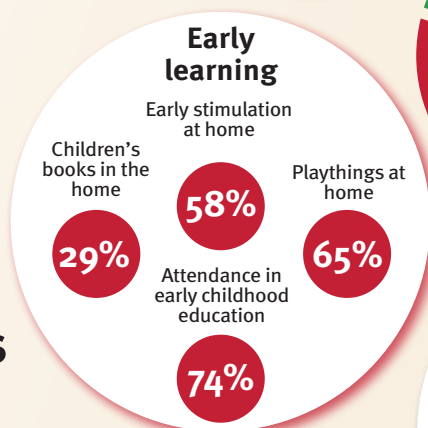 Early
learning
Early stimulation
at home
58%
Children's
books in the
home
29%
Playthings at
home
65%
Attendance in
early childhood
education
74%
s